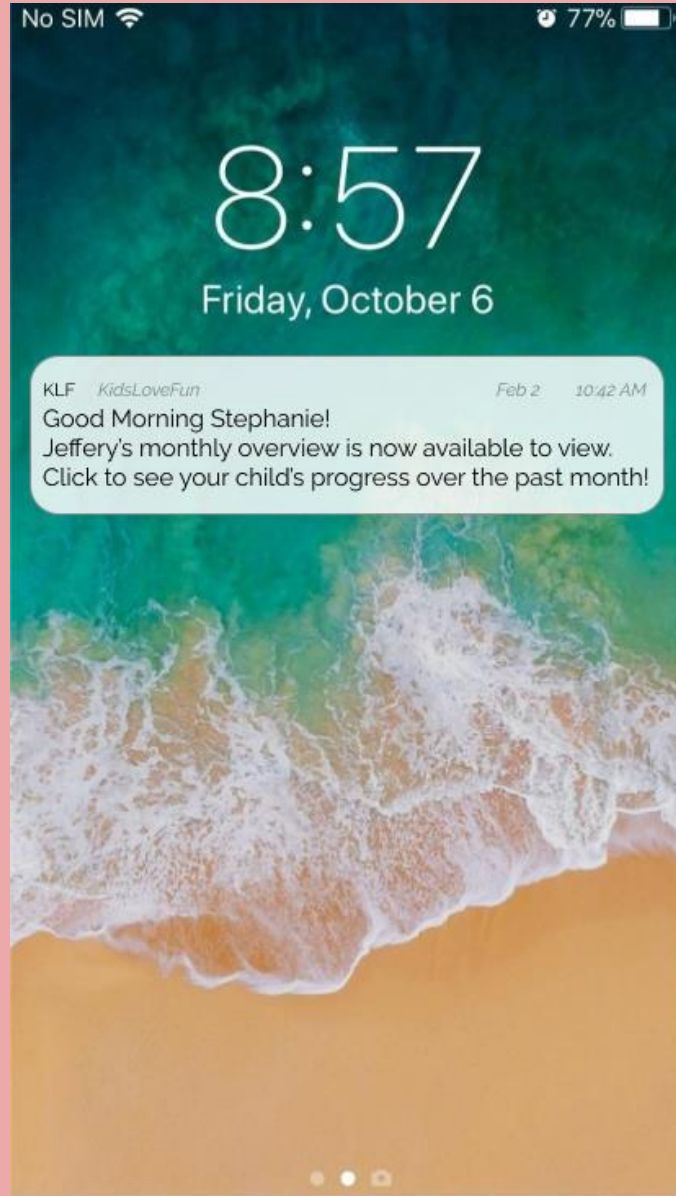 No SIM 77%
8:57
Friday, October 6
KLF KidsLoveFun Feb 2 10:42 AM
Good Morning Stephanie!
Jeffery's monthly overview is now available to view.
Click to see your child's progress over the past month!